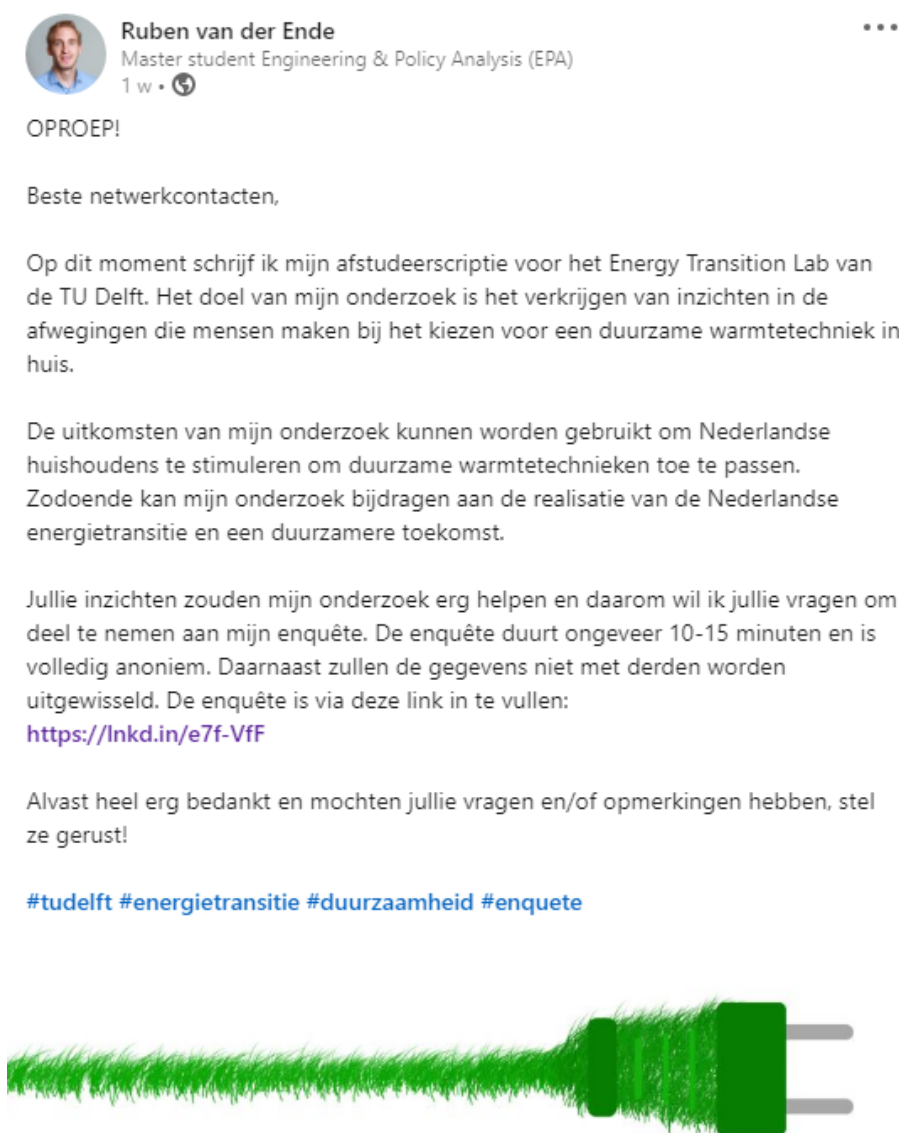 Ruben van der Ende
Master student Engineering & Policy Analysis (EPA)
1 w •
OPROEP!
Beste netwerkcontacten,
Op dit moment schrijf ik mijn afstudeerscriptie voor het Energy Transition Lab van
de TU Delft. Het doel van mijn onderzoek is het verkrijgen van inzichten in de
afwegingen die mensen maken bij het kiezen voor een duurzame warmtetechniek in
huis.
De uitkomsten van mijn onderzoek kunnen worden gebruikt om Nederlandse
huishoudens te stimuleren om duurzame warmtetechnieken toe te passen.
Zodoende kan mijn onderzoek bijdragen aan de realisatie van de Nederlandse
energietransitie en een duurzamere toekomst.
Jullie inzichten zouden mijn onderzoek erg helpen en daarom wil ik jullie vragen om
deel te nemen aan mijn enquête. De enquête duurt ongeveer 10-15 minuten en is
volledig anoniem. Daarnaast zullen de gegevens niet met derden worden
uitgewisseld. De enquête is via deze link in te vullen:
https://lnkd.in/e7f-VfF
Alvast heel erg bedankt en mochten jullie vragen en/of opmerkingen hebben, stel
ze gerust!
#tudelft #energietransitie #duurzaamheid #enquete